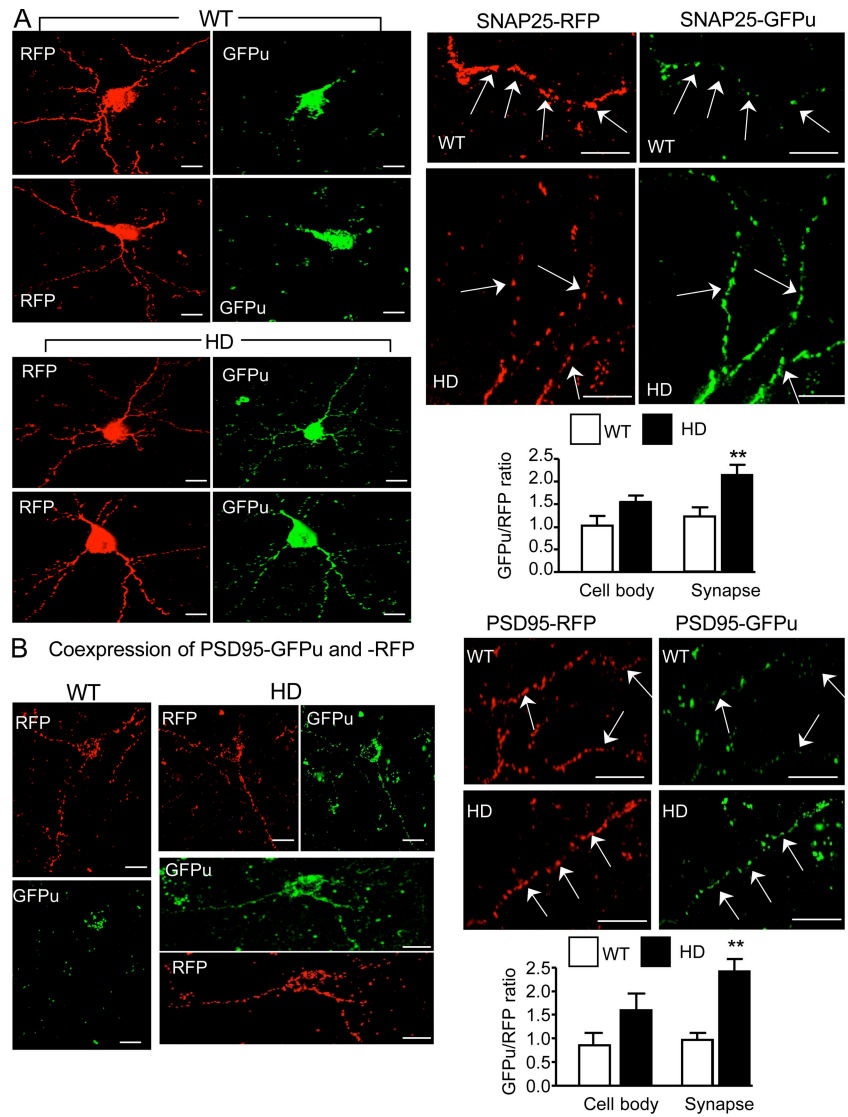 A
WT
RFP
GFPu
RFP
GFPu
HD
RFP
GFPu
RFP
GFPu
SNAP25-RFP
SNAP25-GFPu
WT
WT
HD
HD
WT
HD
GFPu/RFP ratio
2.5
2.0
1.5
1.0
0.5
0.0
**
Cell body
Synapse
B
Coexpression of PSD95-GFPu and -RFP
WT
HD
RFP
GFPu
RFP
GFPu
GFPu
RFP
PSD95-RFP
PSD95-GFPu
WT
WT
HD
HD
WT
HD
GFPu/RFP ratio
2.5
2.0
1.5
1.0
0.5
0.0
**
Cell body
Synapse